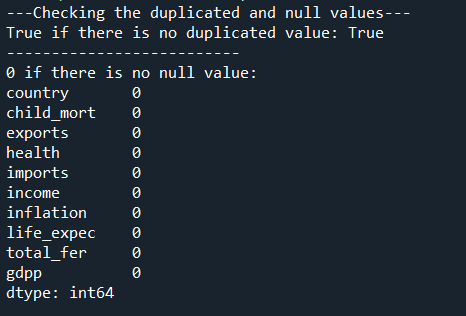 ---Checking the duplicated and null values---
True if there is no duplicated value: True
--------------------------
0 if there is no null value:
country 0
child_mort 0
exports 0
health 0
imports 0
income 0
inflation 0
life_expec 0
total_fer 0
gdpp 0
dtype: int64